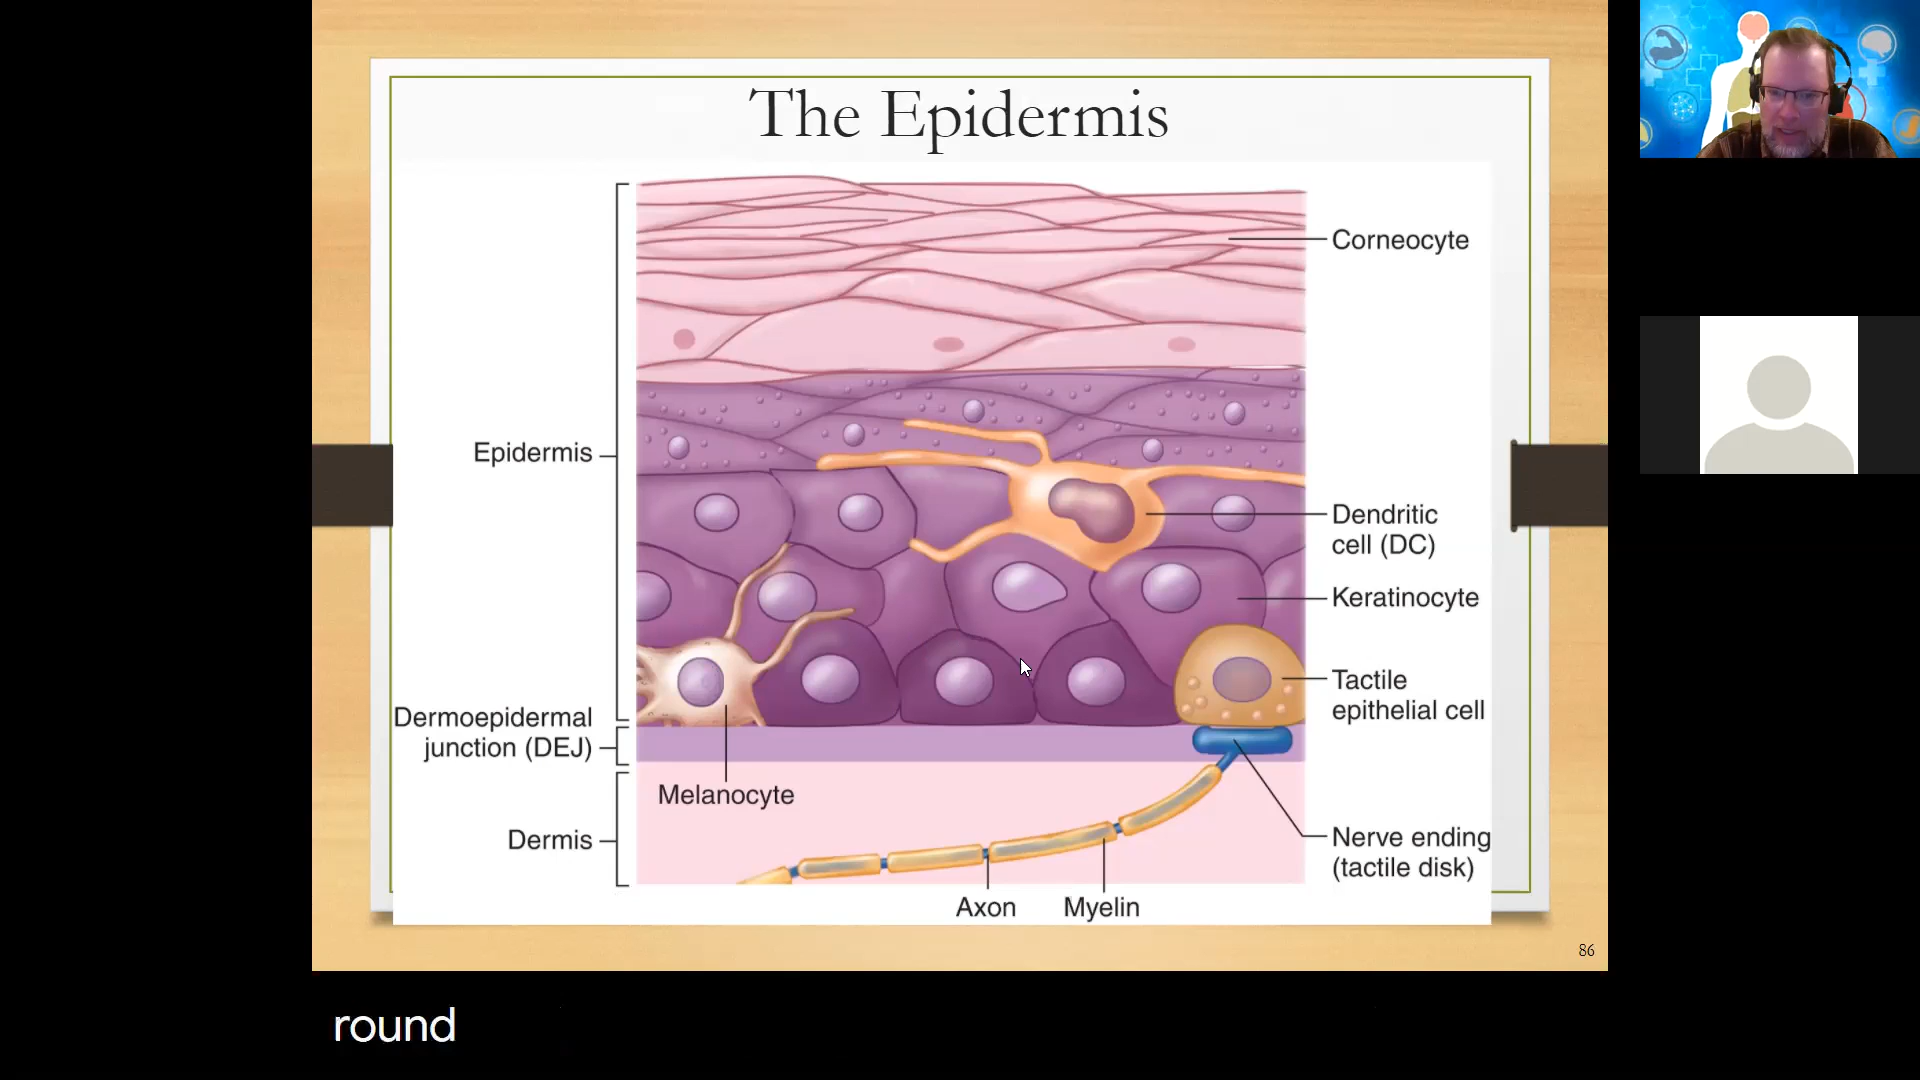 The Epidermis
Corneocyte
Epidermis
Dendritic
cell (DC)
Keratinocyte
Tactile
epithelial cell
Dermoepidermal
junction (DEJ)
Melanocyte
Dermis
Nerve ending
(tactile disk)
Axon
Myelin
86
round